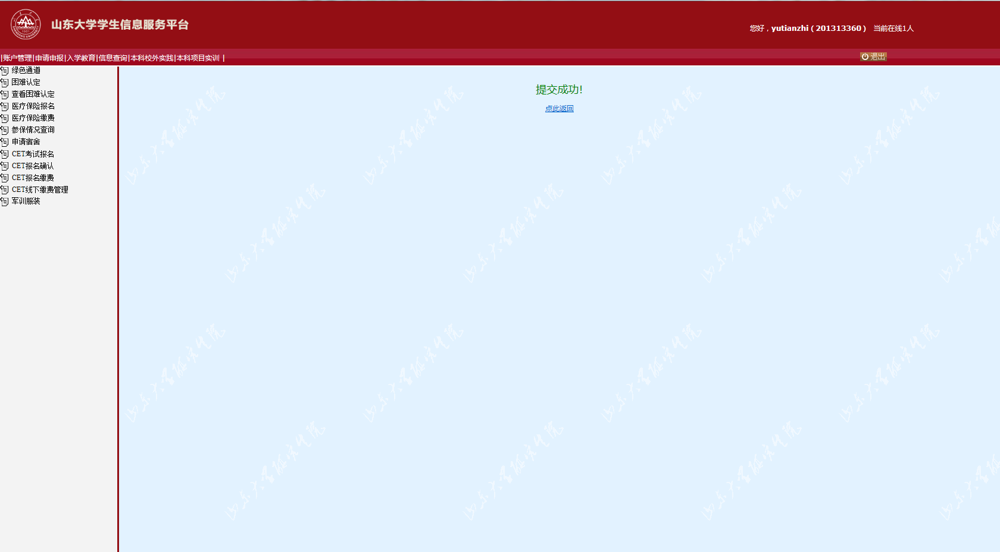 山东大学学生信息服务平台
您好，yutianzhi（201313360） 当前在线1人
|账户管理|申请申报|入学教育|信息查询|本科校外实践|本科项目实训 |
退出
绿色通道
困难认定
查看困难认定
医疗保险报名
医疗保险缴费
参保情况查询
申请宿舍
CET考试报名
CET报名确认
CET报名缴费
CET线下缴费管理
军训服装
提交成功!
点此返回